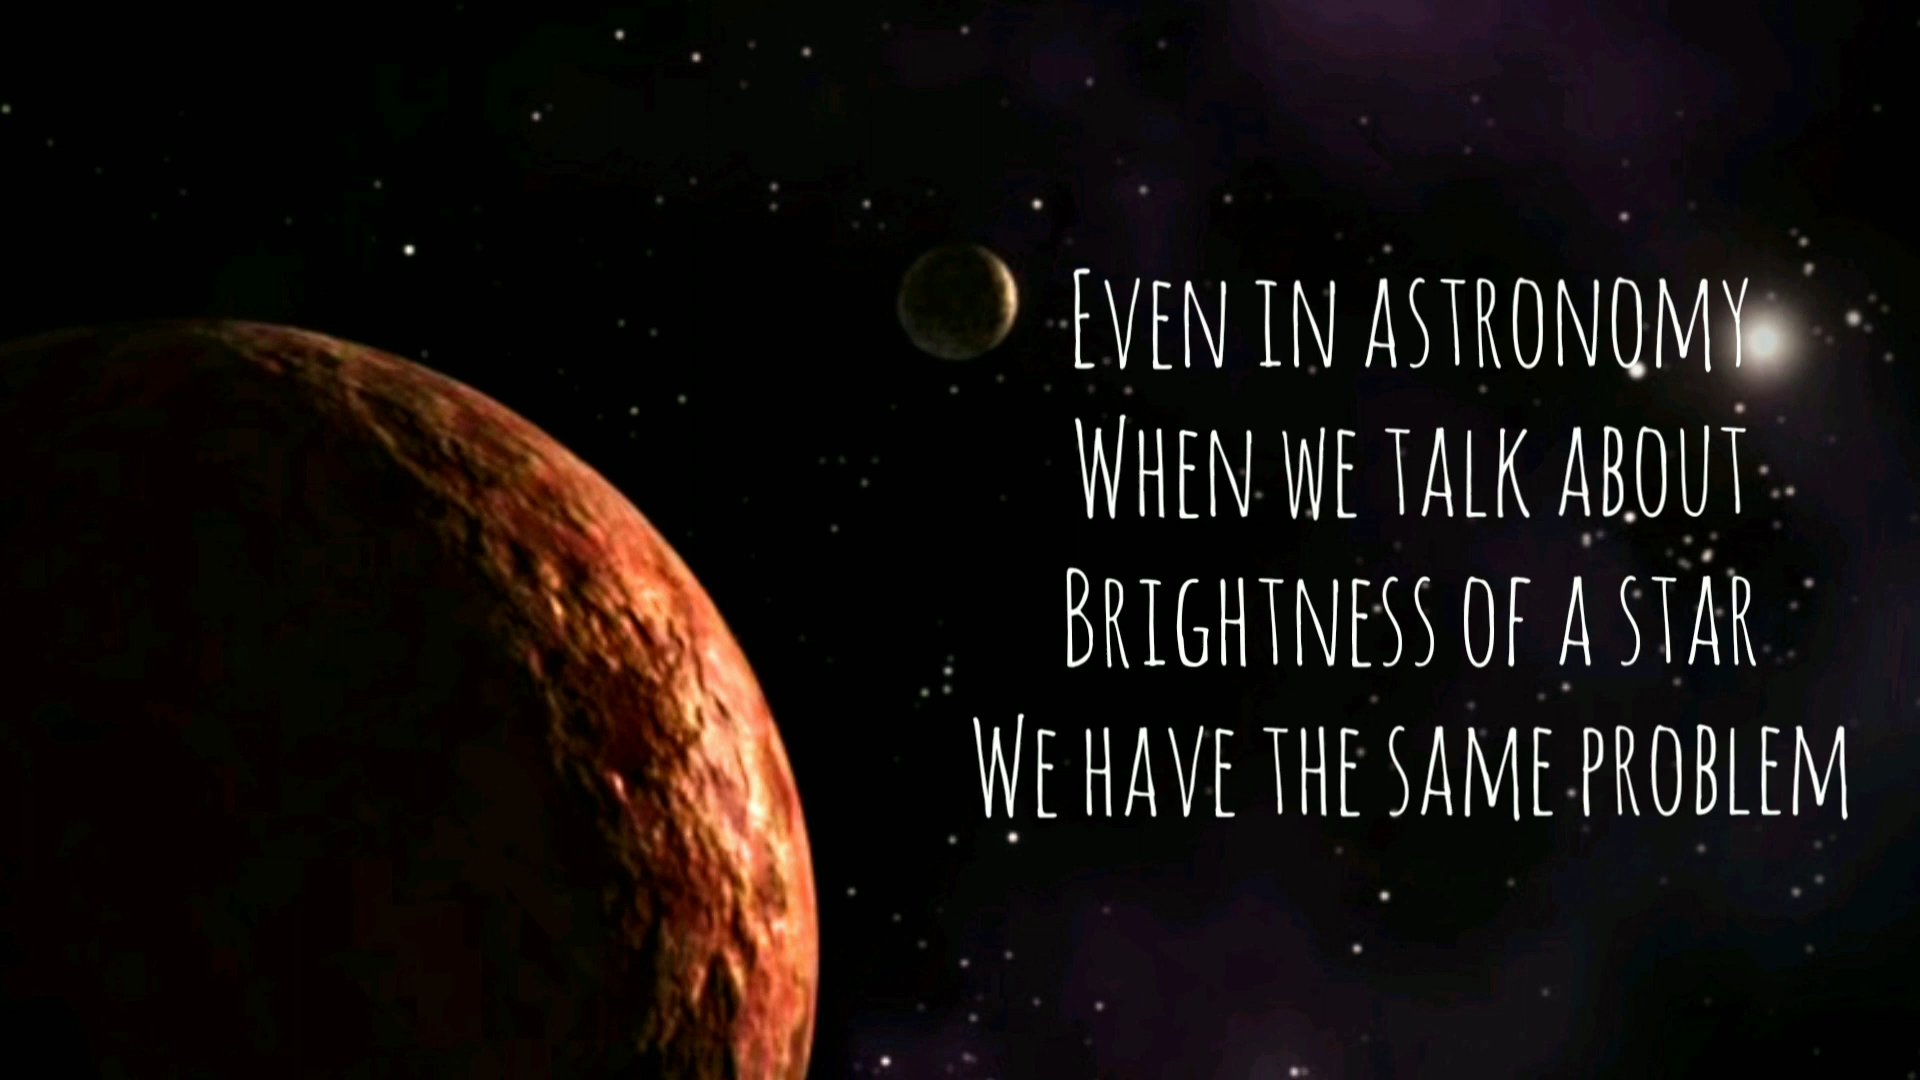 Even in astronomy
When we talk about
Brightness of a star
We have the same problem